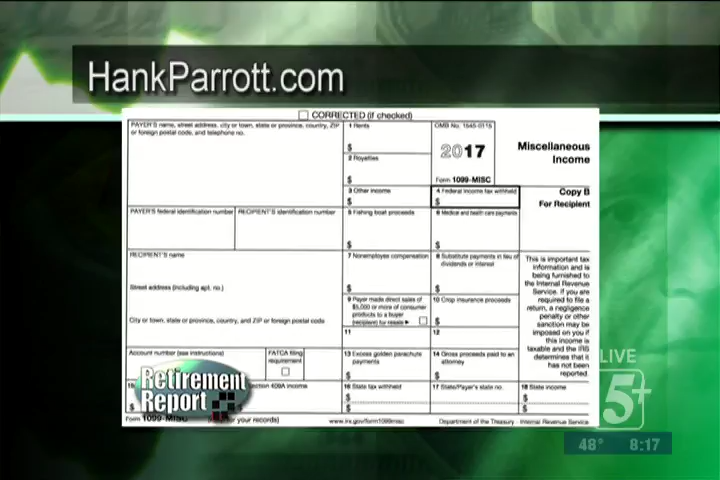 HankParrott.com
CORRECTED (if checked)
PAYER'S name, street address, city or town, state or province, country, ZIP
or foreign postal code, and telephone no.
1 Rents
$
2 Royalties
$
OMB No. 1545-0115
2017
Form 1099-MISC
Miscellaneous
Income
3 Other income
$
4 Federal income tax withheld
$
Copy B
For Recipient
PAYER'S federal identification number
RECIPIENT'S identification number
5 Fishing boat proceeds
$
6 Medical and health care payments
$
RECIPIENT'S name
Street address (including apt. no.)
City or town, state or province, country, and ZIP or foreign postal code
7 Nonemployee compensation
$
8 Substitute payments in lieu of
dividends or interest
$
9 Payer made direct sales of
$5,000 or more of consumer
products to a buyer
(recipient) for resale ▶
10 Crop insurance proceeds
$
11
12
This is important tax
information and is
being furnished to
the Internal Revenue
Service. If you are
required to file a
return, a negligence
penalty or other
sanction may be
imposed on you if
this income is
taxable and the IRS
determines that it
has not been
reported.
Account number (see instructions)
FATCA filing
requirement
13 Excess golden parachute
payments
$
14 Gross proceeds paid to an
attorney
$
ction 409A income
16 State tax withheld
$
$
17 State/Payer's state no.
18 State income
$
$
Form 1099-MISC
your records)
www.irs.gov/form1099misc
Department of the Treasury - Internal Revenue Service
Retirement
Report
LIVE
5
48° 8:17